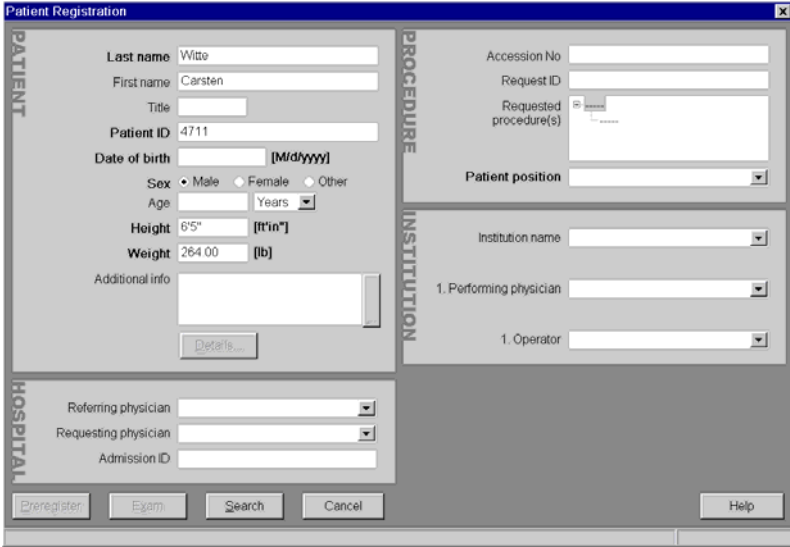 Patient Registration
PATIENT
Last name Witte
First name Carsten
Title
Patient ID 4711
Date of birth [M/d/yyyy]
Sex Male Female Other
Age Years
Height 6'5" [ft'in"]
Weight 264.00 [lb]
Additional info
Details...
HOSPITAL
Referring physician
Requesting physician
Admission ID
PROCEDURE
Accession No
Request ID
Requested
procedure(s)
-----
-----
Patient position
INSTITUTION
Institution name
1. Performing physician
1. Operator
Preregister Exam Search Cancel Help